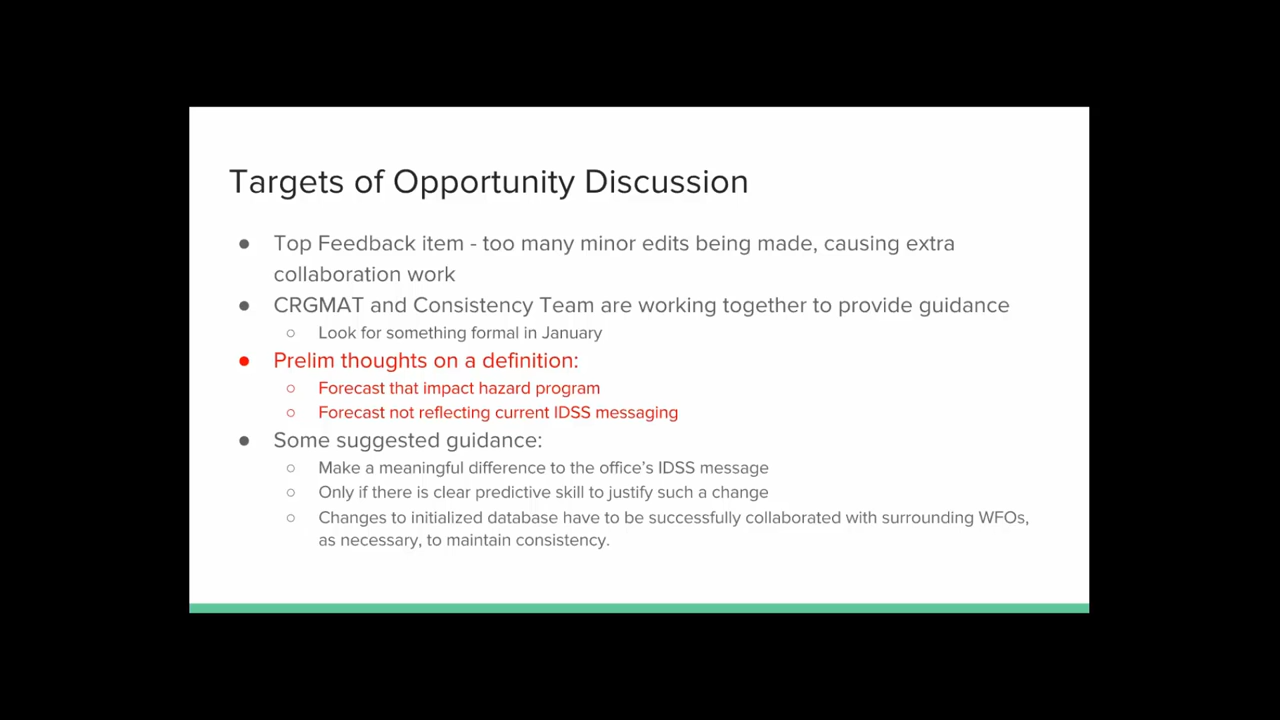 Targets of Opportunity Discussion
● Top Feedback item - too many minor edits being made, causing extra
collaboration work
● CRGMAT and Consistency Team are working together to provide guidance
○ Look for something formal in January
● Prelim thoughts on a definition:
○ Forecast that impact hazard program
○ Forecast not reflecting current IDSS messaging
● Some suggested guidance:
○ Make a meaningful difference to the office's IDSS message
○ Only if there is clear predictive skill to justify such a change
○ Changes to initialized database have to be successfully collaborated with surrounding WFOs,
as necessary, to maintain consistency.